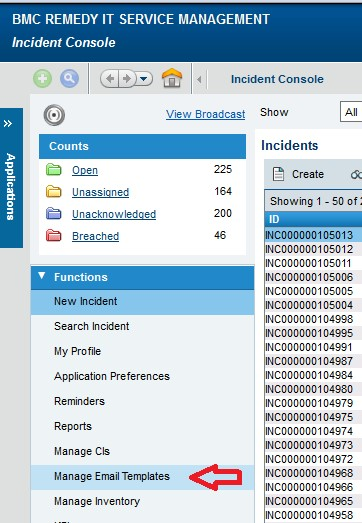 BMC REMEDY IT SERVICE MANAGEMENT
Incident Console
Incident Console
Applications
View Broadcast
Show
All
Counts
Open 225
Unassigned 164
Unacknowledged 200
Breached 46
Functions
New Incident
Search Incident
My Profile
Application Preferences
Reminders
Reports
Manage CIs
Manage Email Templates
Manage Inventory
Incidents
Create
Showing 1 - 50 of
ID
INC000000105013
INC000000105012
INC000000105011
INC000000105006
INC000000105005
INC000000105004
INC000000104998
INC000000104995
INC000000104991
INC000000104987
INC000000104984
INC000000104980
INC000000104979
INC000000104975
INC000000104974
INC000000104973
INC000000104972
INC000000104968
INC000000104966
INC000000104965
INC000000104958